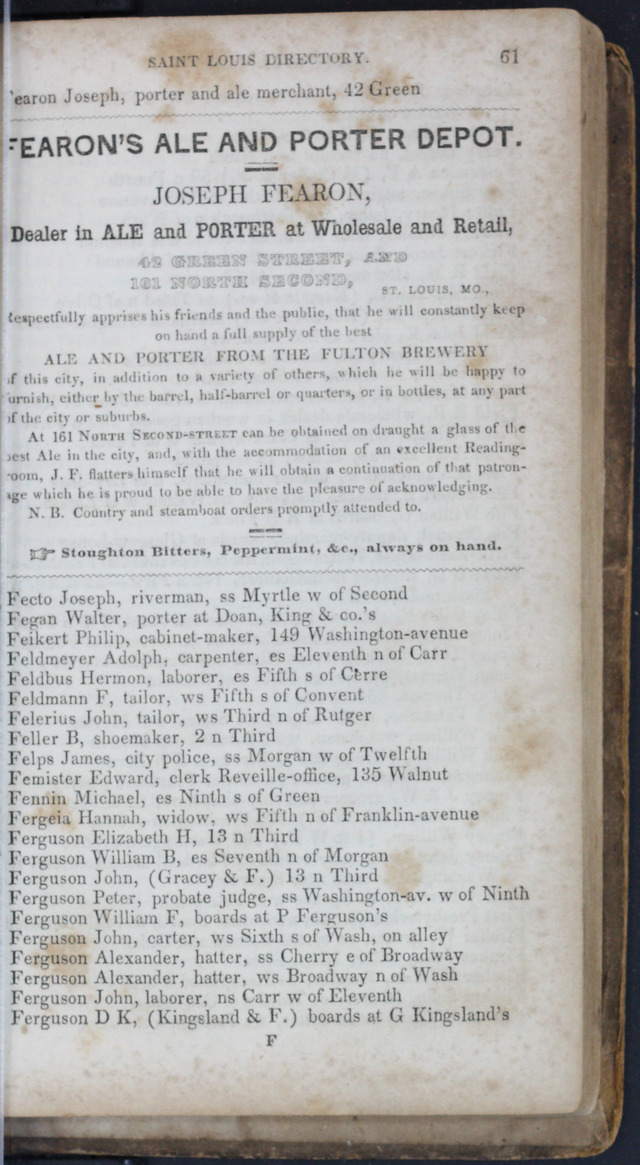 SAINT LOUIS DIRECTORY. 61
earon Joseph, porter and ale merchant, 42 Green
FEARON'S ALE AND PORTER DEPOT.
JOSEPH FEARON,
Dealer in ALE and PORTER at Wholesale and Retail,
42 GREEN STREET, AND
161 NORTH SECOND,
ST. LOUIS, MO.,
Respectfully apprises his friends and the public, that he will constantly keep
on hand a full supply of the best
ALE AND PORTER FROM THE FULTON BREWERY
of this city, in addition to a variety of others, which he will be happy to
urnish, either by the barrel, half-barrel or quarters, or in bottles, at any part
of the city or suburbs.
At 161 NORTH SECOND-STREET can be obtained on draught a glass of the
best Ale in the city, and, with the accommodation of an excellent Reading-
room, J. F. flatters himself that he will obtain a continuation of that patron-
age which he is proud to be able to have the pleasure of acknowledging.
N. B. Country and steamboat orders promptly attended to.
☞ Stoughton Bitters, Peppermint, &c., always on hand.
Fecto Joseph, riverman, ss Myrtle w of Second
Fegan Walter, porter at Doan, King & co.'s
Feikert Philip, cabinet-maker, 149 Washington-avenue
Feldmeyer Adolph, carpenter, es Eleventh n of Carr
Feldbus Hermon, laborer, es Fifth s of Cerre
Feldmann F, tailor, ws Fifth s of Convent
Felerius John, tailor, ws Third n of Rutger
Feller B, shoemaker, 2 n Third
Felps James, city police, ss Morgan w of Twelfth
Femister Edward, clerk Reveille-office, 135 Walnut
Fennin Michael, es Ninth s of Green
Fergeia Hannah, widow, ws Fifth n of Franklin-avenue
Ferguson Elizabeth H, 13 n Third
Ferguson William B, es Seventh n of Morgan
Ferguson John, (Gracey & F.) 13 n Third
Ferguson Peter, probate judge, ss Washington-av. w of Ninth
Ferguson William F, boards at P Ferguson's
Ferguson John, carter, ws Sixth s of Wash, on alley
Ferguson Alexander, hatter, ss Cherry e of Broadway
Ferguson Alexander, hatter, ws Broadway n of Wash
Ferguson John, laborer, ns Carr w of Eleventh
Ferguson D K, (Kingsland & F.) boards at G Kingsland's
F